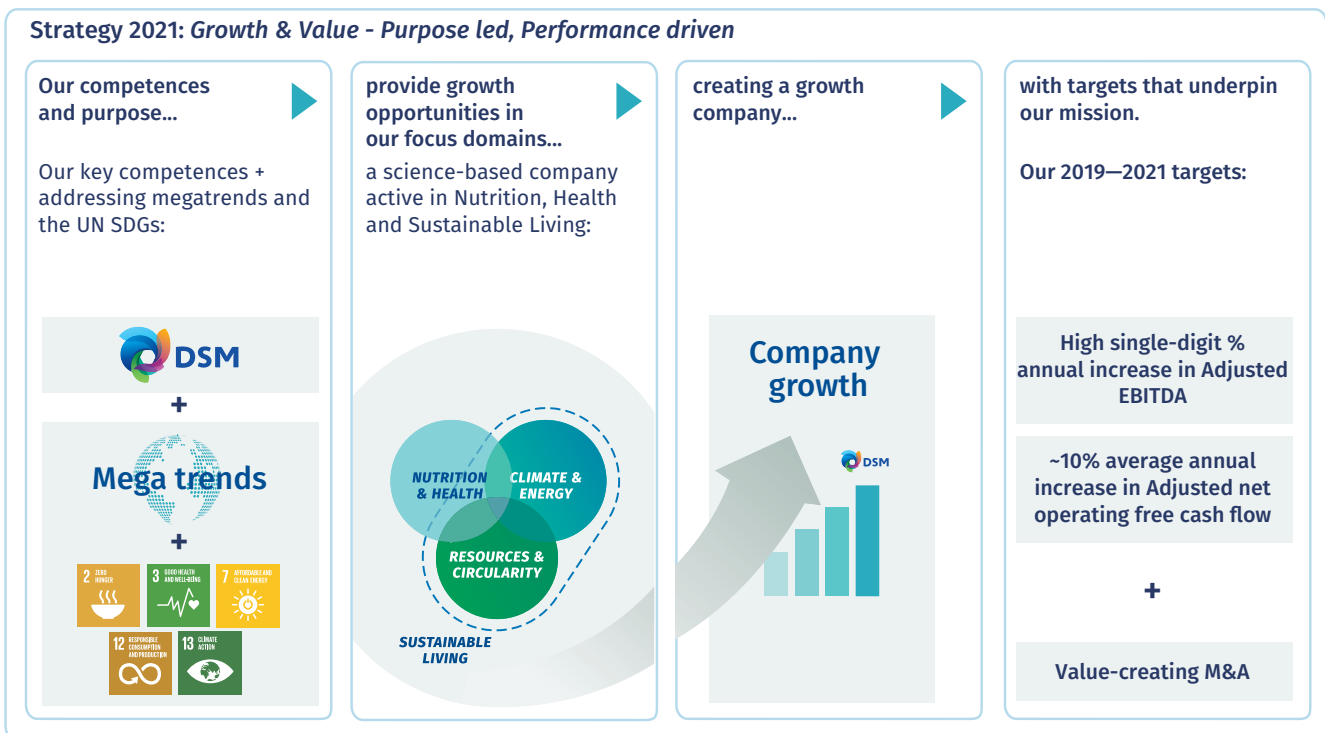 Strategy 2021: Growth & Value - Purpose led, Performance driven
Our competences
and purpose...
Our key competences +
addressing megatrends and
the UN SDGs:
DSM
+
Mega trends
+
2 ZERO
HUNGER
3 GOOD HEALTH
AND WELL-BEING
7 AFFORDABLE AND
CLEAN ENERGY
12 RESPONSIBLE
CONSUMPTION
AND PRODUCTION
13 CLIMATE
ACTION
provide growth
opportunities in
our focus domains...
a science-based company
active in Nutrition, Health
and Sustainable Living:
NUTRITION
& HEALTH
CLIMATE &
ENERGY
RESOURCES &
CIRCULARITY
SUSTAINABLE
LIVING
creating a growth
company...
Company
growth
DSM
with targets that underpin
our mission.
Our 2019—2021 targets:
High single-digit %
annual increase in Adjusted
EBITDA
~10% average annual
increase in Adjusted net
operating free cash flow
+
Value-creating M&A